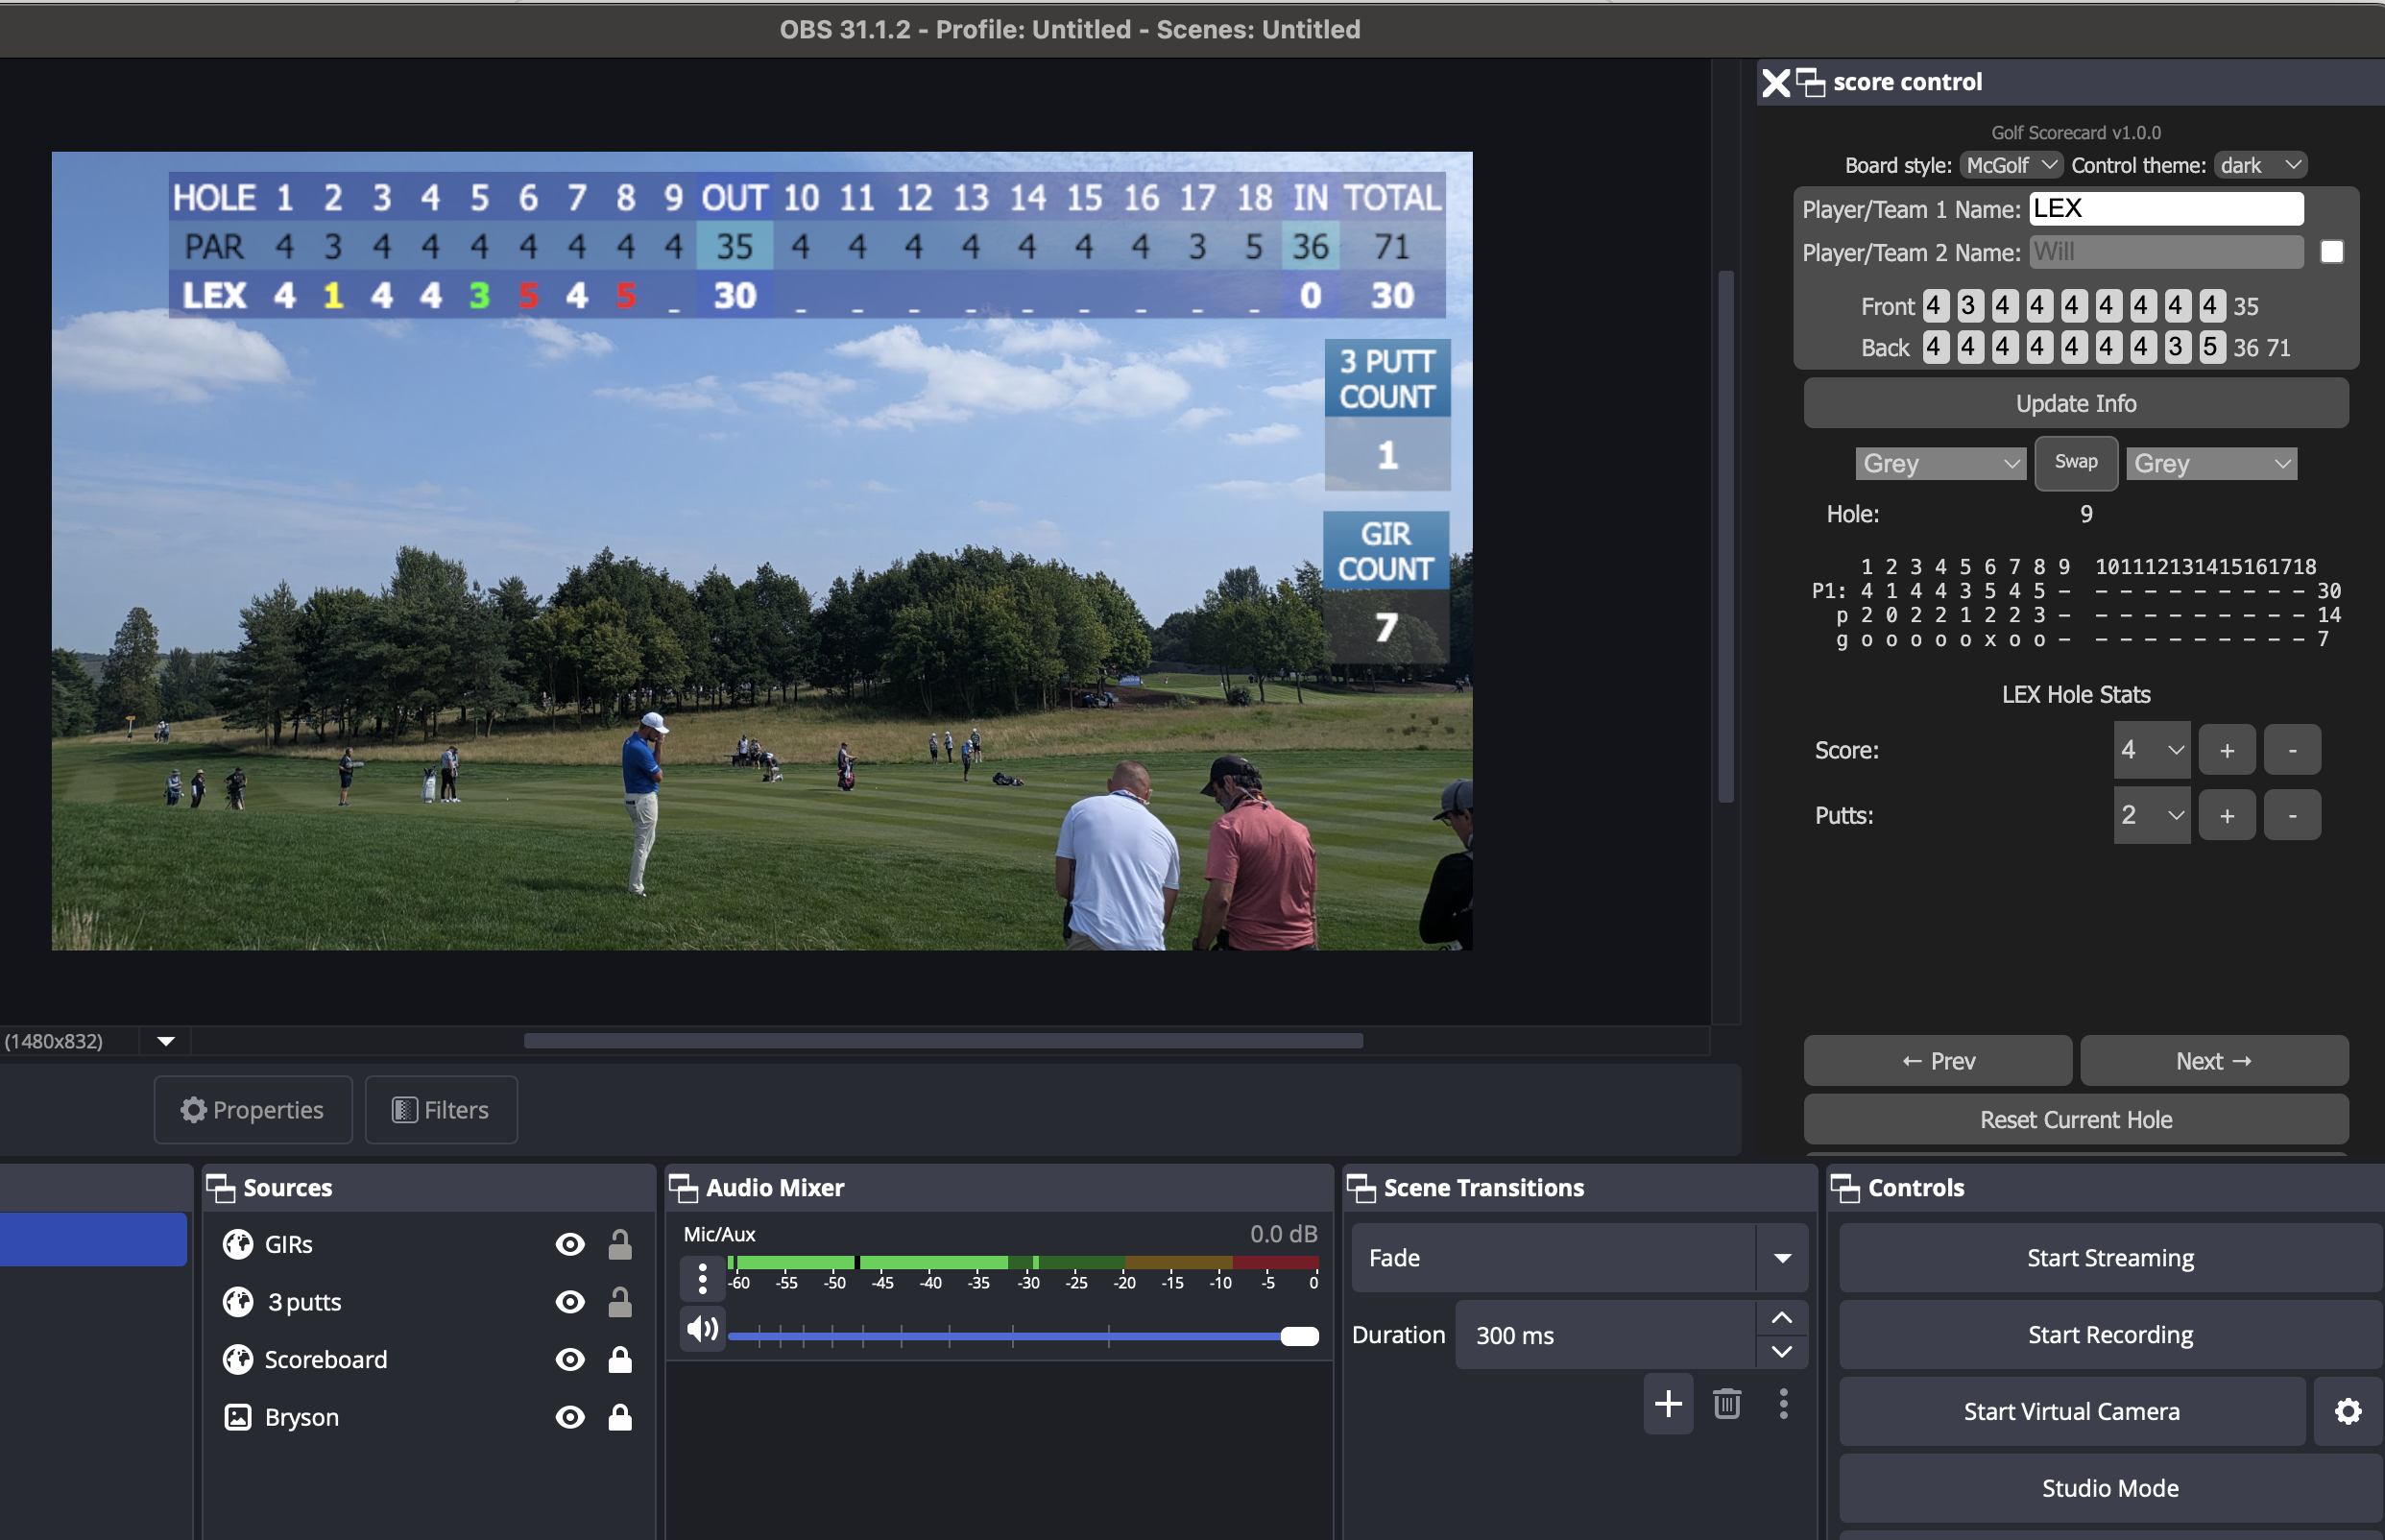 OBS 31.1.2 - Profile: Untitled - Scenes: Untitled
HOLE 1 2 3 4 5 6 7 8 9 OUT 10 11 12 13 14 15 16 17 18 IN TOTAL
PAR 4 3 4 4 4 4 4 4 4 35 4 4 4 4 4 4 4 3 5 36 71
LEX 4 1 4 4 3 5 4 5 _ 30 _ _ _ _ _ _ _ _ _ 0 30
3 PUTT
COUNT
1
GIR
COUNT
7
score control
Golf Scorecard v1.0.0
Board style: McGolf Control theme: dark
Player/Team 1 Name: LEX
Player/Team 2 Name: Will
Front 4 3 4 4 4 4 4 4 4 35
Back 4 4 4 4 4 4 4 3 5 36 71
Update Info
Grey Swap Grey
Hole: 9
1 2 3 4 5 6 7 8 9 101112131415161718
P1: 4 1 4 4 3 5 4 5 – – – – – – – – – – 30
p 2 0 2 2 1 2 2 3 – – – – – – – – – – 14
g o o o o o x o o – – – – – – – – – – 7
LEX Hole Stats
Score: 4 + -
Putts: 2 + -
← Prev Next →
Reset Current Hole
(1480x832)
Properties Filters
Sources
GIRs
3 putts
Scoreboard
Bryson
Audio Mixer
Mic/Aux 0.0 dB
-60 -55 -50 -45 -40 -35 -30 -25 -20 -15 -10 -5 0
Scene Transitions
Fade
Duration 300 ms
Controls
Start Streaming
Start Recording
Start Virtual Camera
Studio Mode